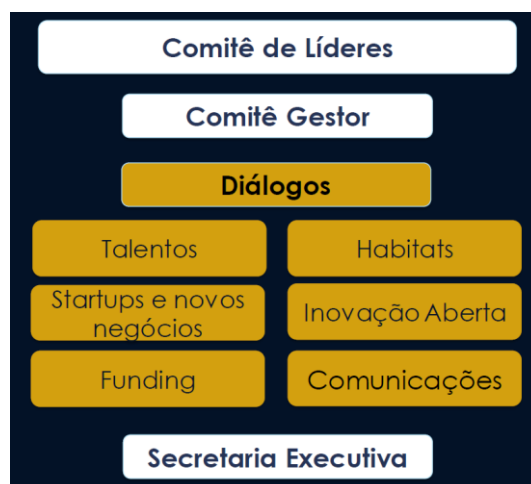 Comitê de Líderes
Comitê Gestor
Diálogos
Talentos
Habitats
Startups e novos
negócios
Inovação Aberta
Funding
Comunicações
Secretaria Executiva